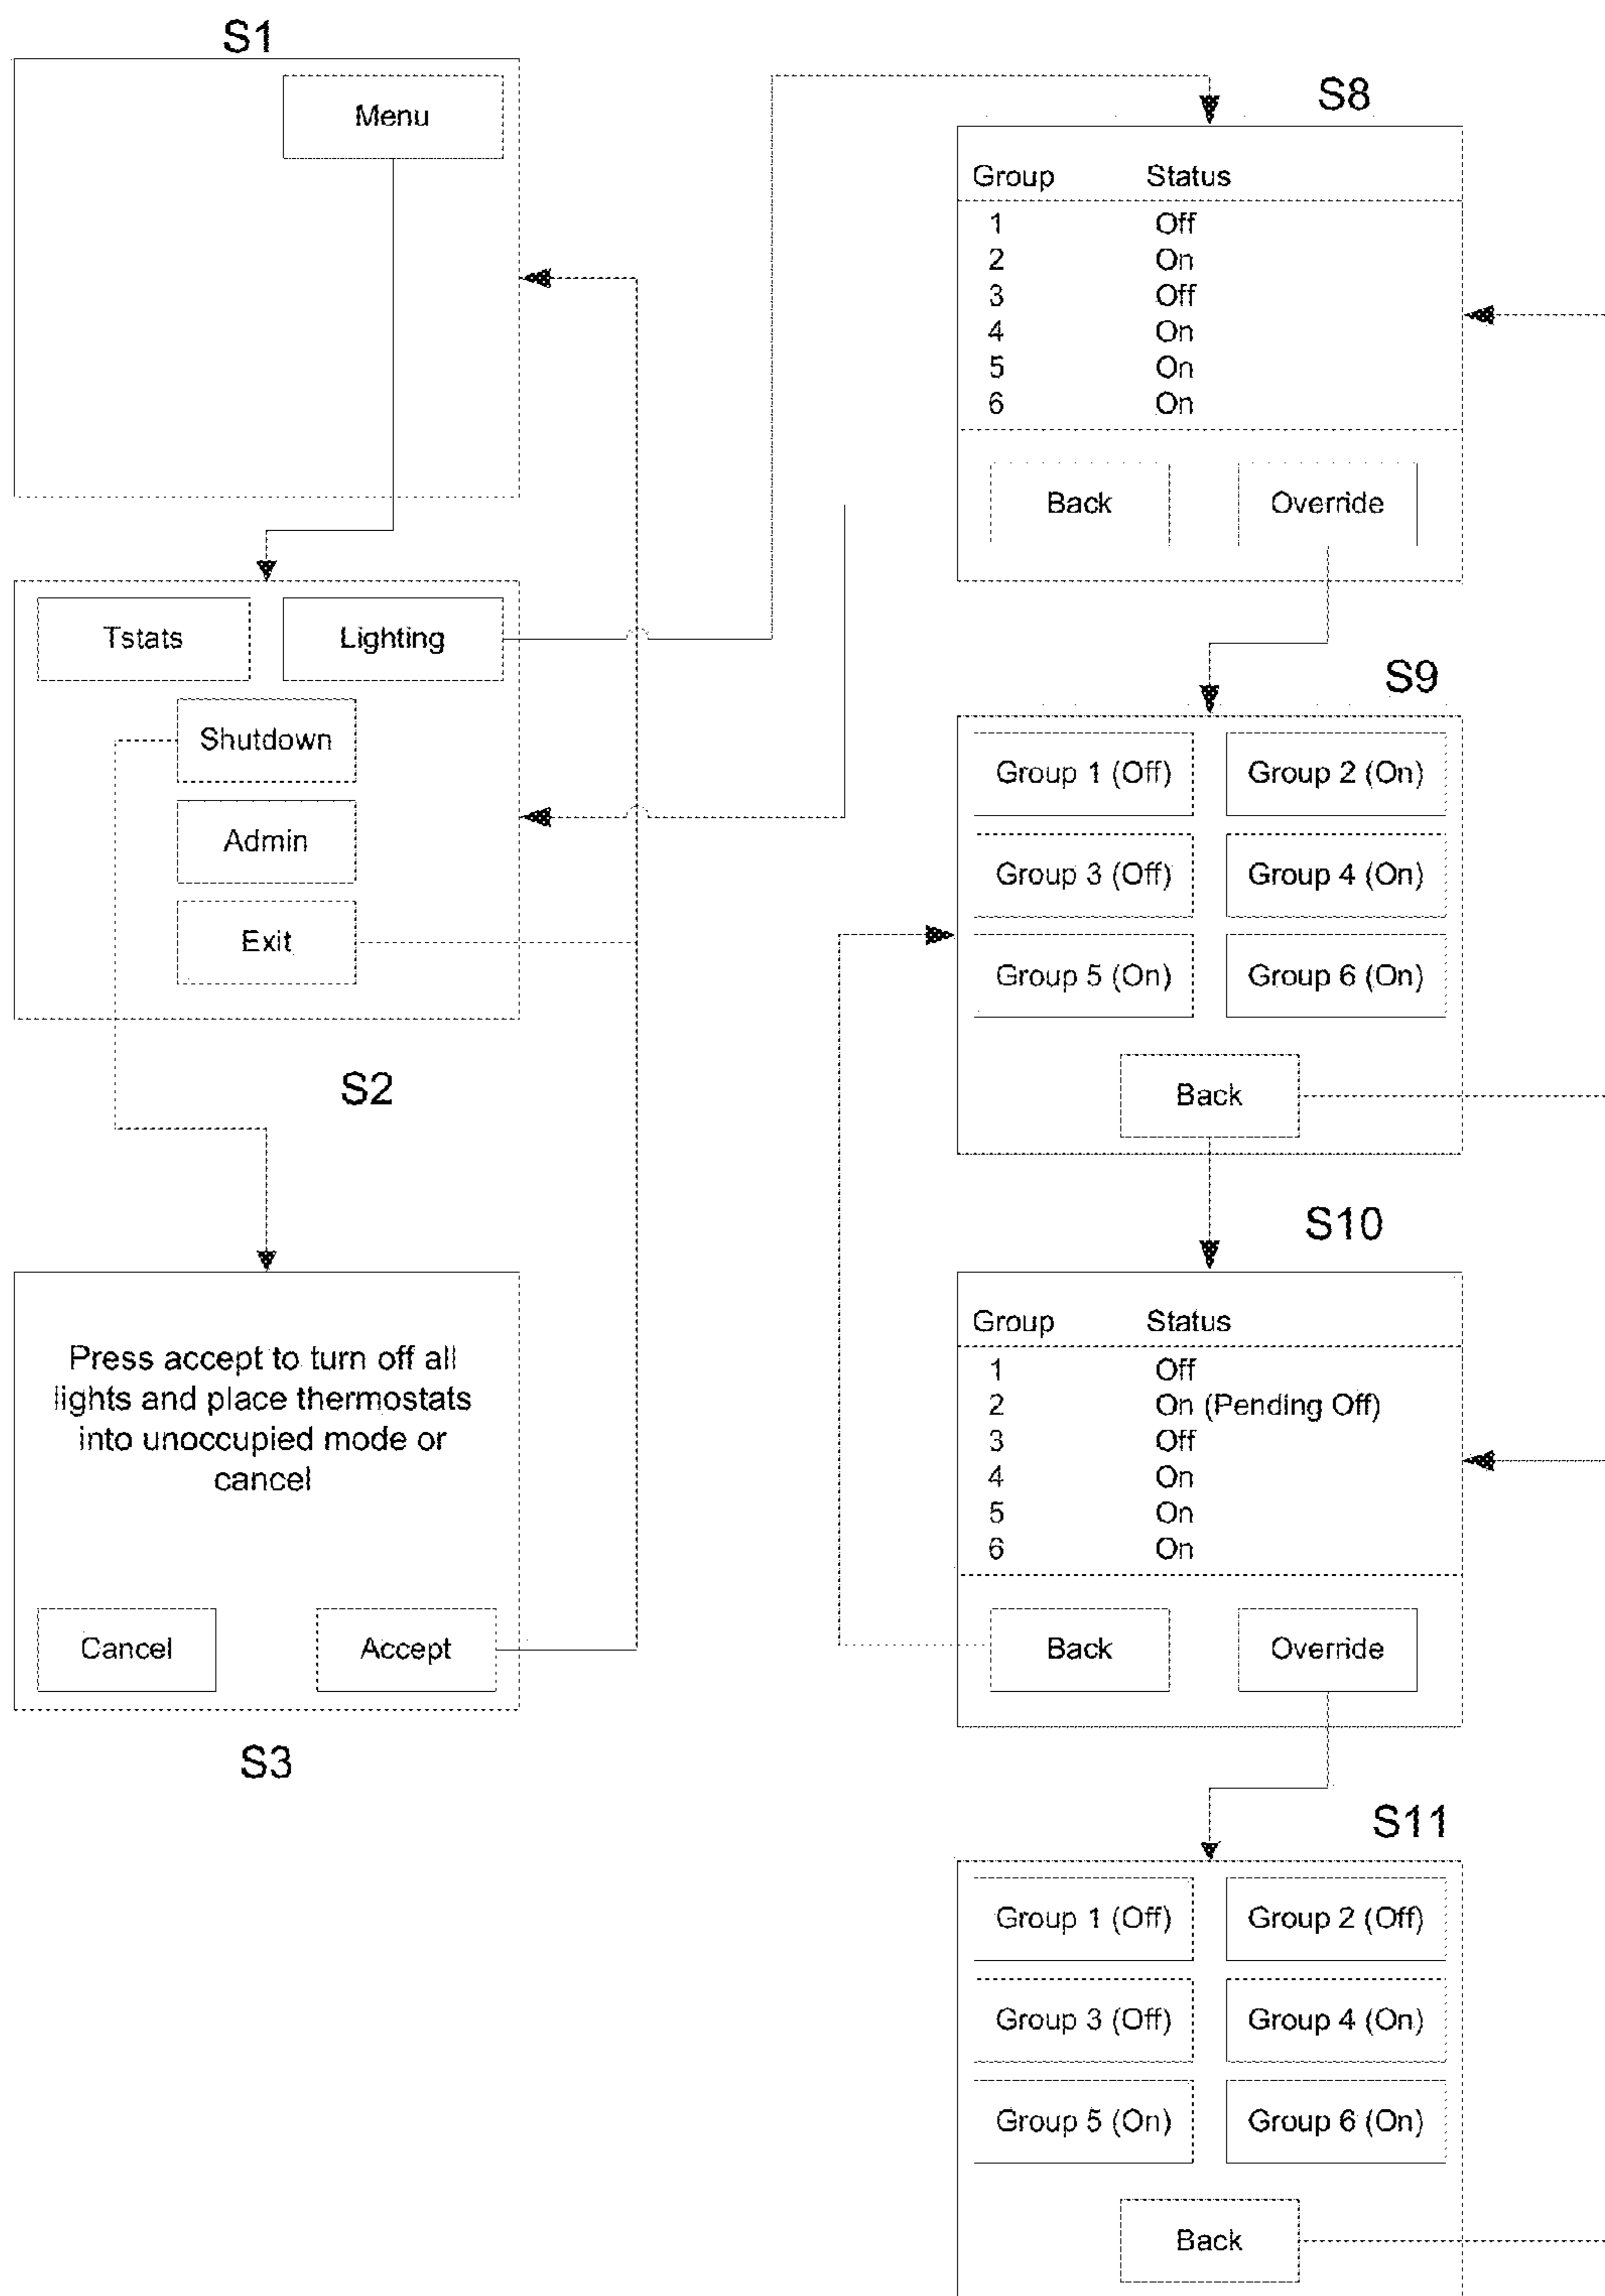 S1
Menu
Tstats
Lighting
Shutdown
Admin
Exit
S2
Press accept to turn off all
lights and place thermostats
into unoccupied mode or
cancel
Cancel
Accept
S3
S8
Group Status
1 Off
2 On
3 Off
4 On
5 On
6 On
Back
Override
S9
Group 1 (Off)
Group 2 (On)
Group 3 (Off)
Group 4 (On)
Group 5 (On)
Group 6 (On)
Back
S10
Group Status
1 Off
2 On (Pending Off)
3 Off
4 On
5 On
6 On
Back
Override
S11
Group 1 (Off)
Group 2 (Off)
Group 3 (Off)
Group 4 (On)
Group 5 (On)
Group 6 (On)
Back